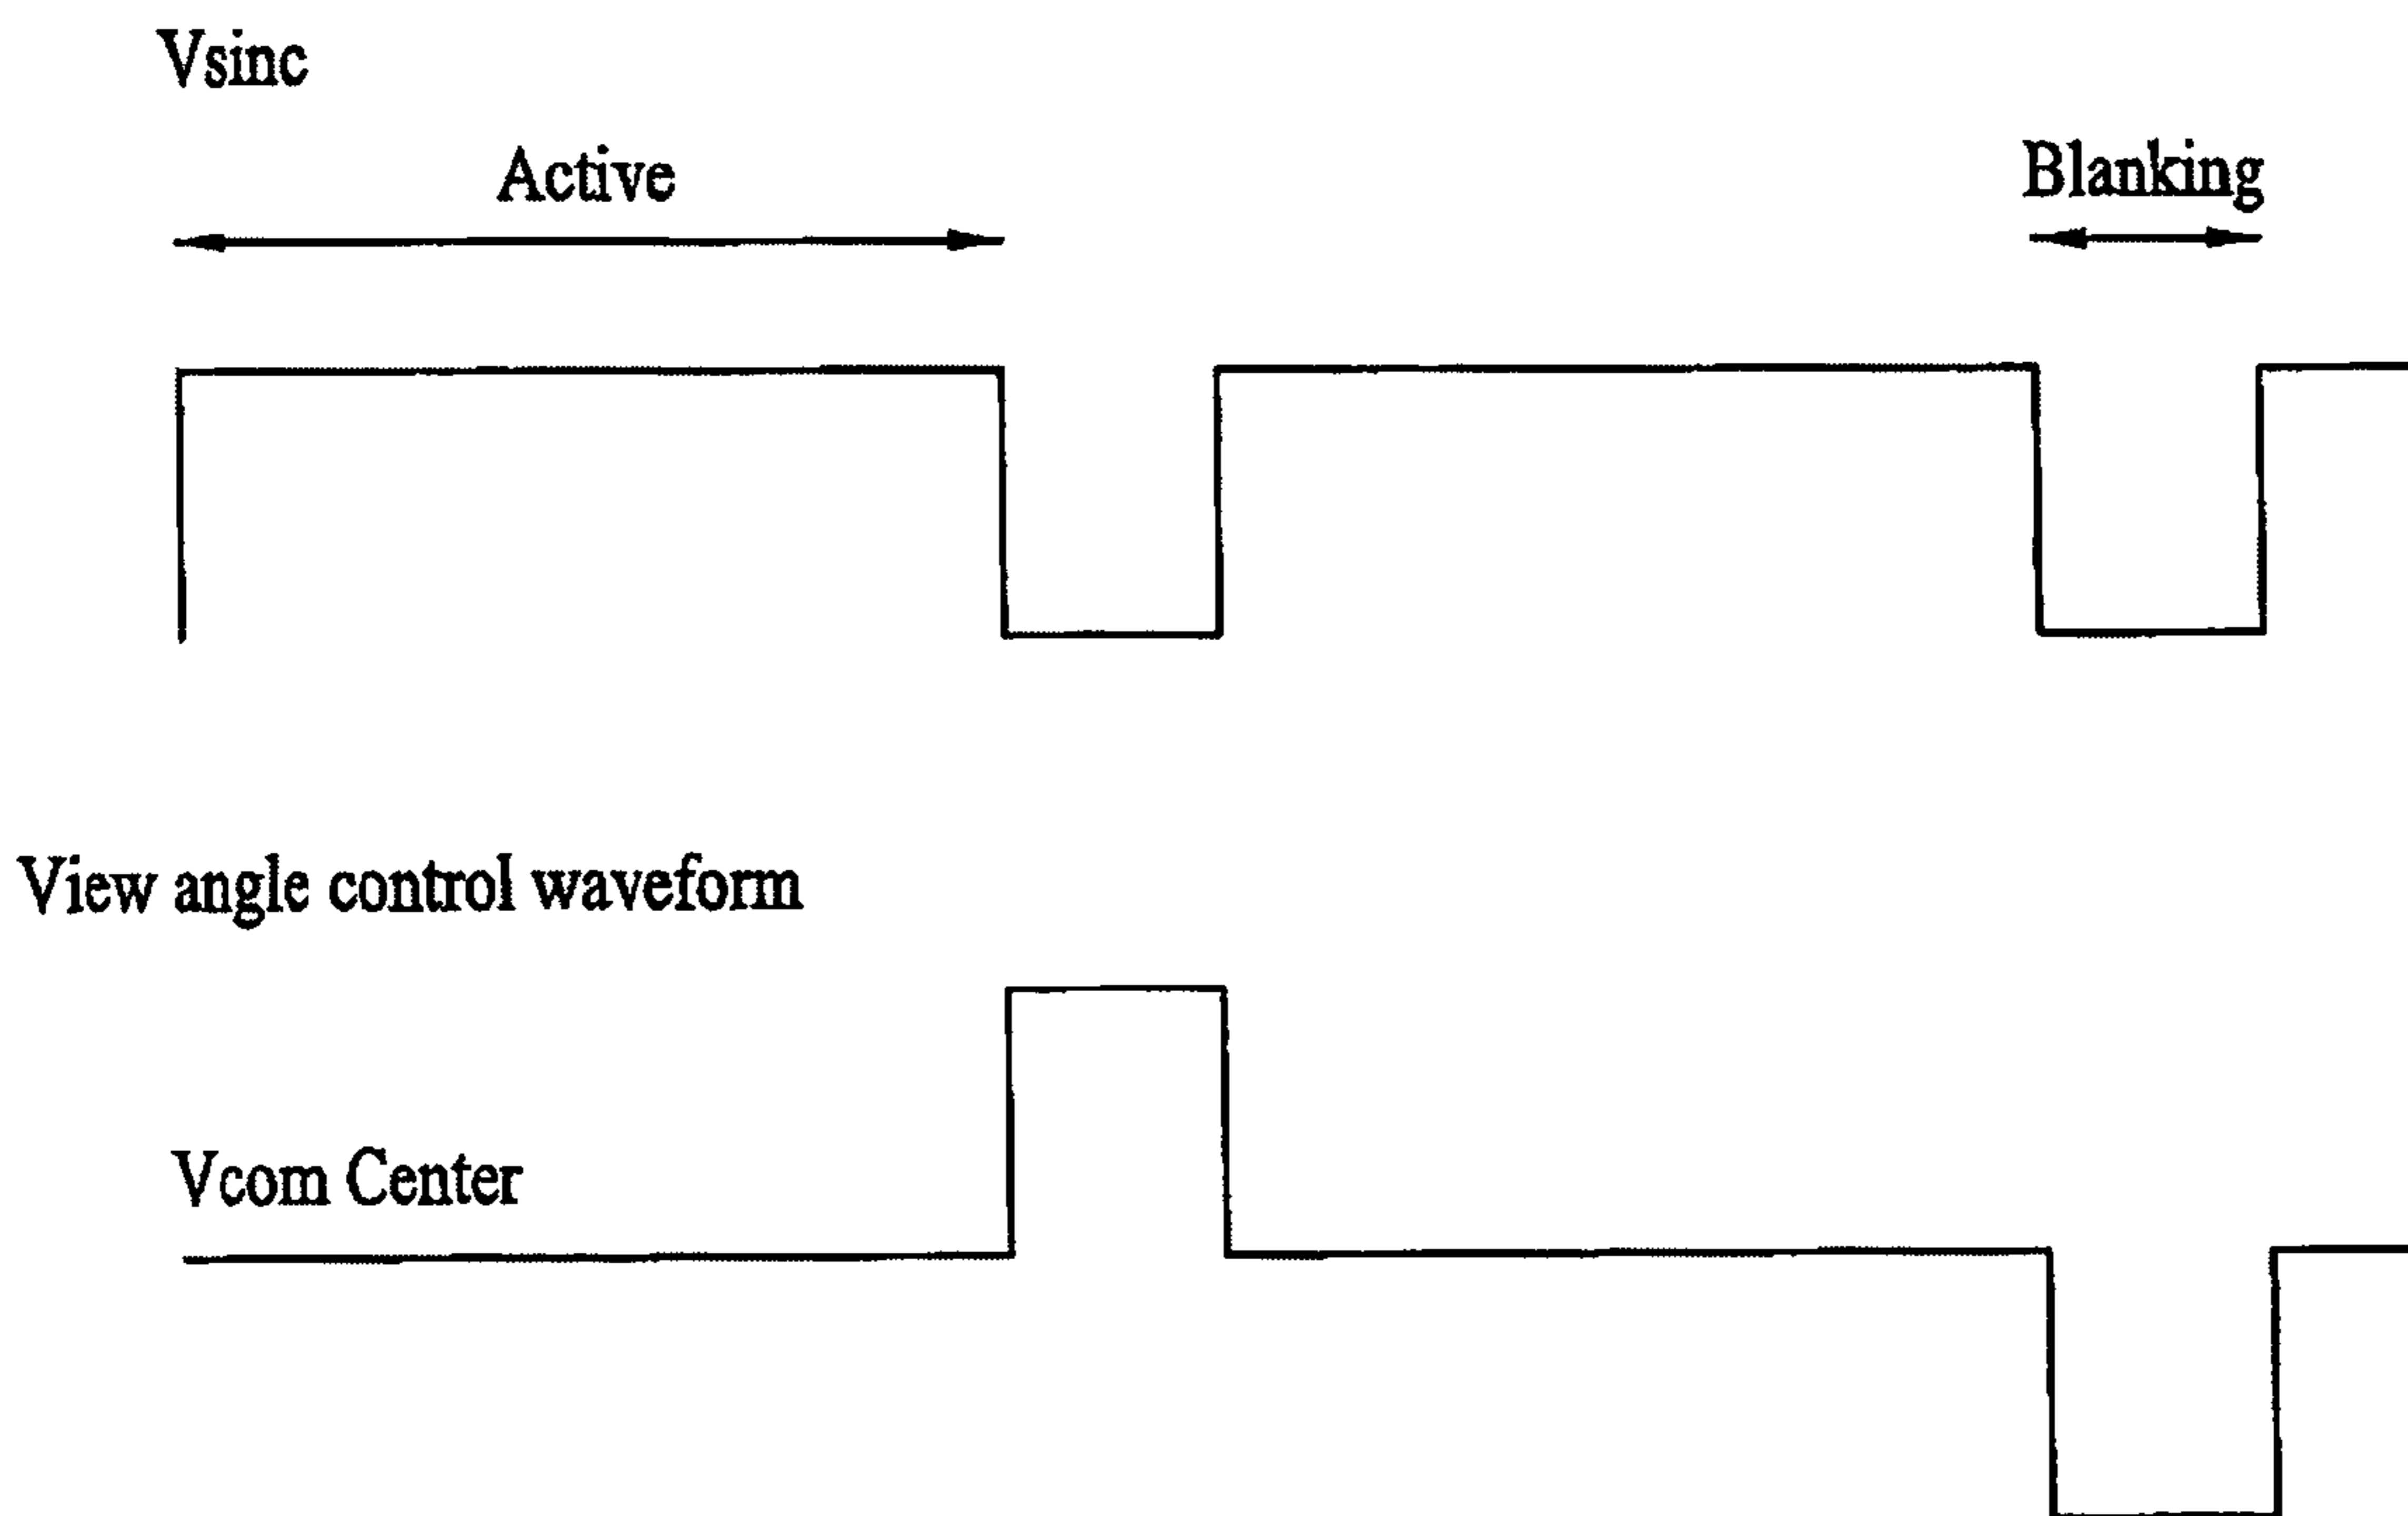 Vsinc
Active
Blanking
View angle control waveform
Vcom Center